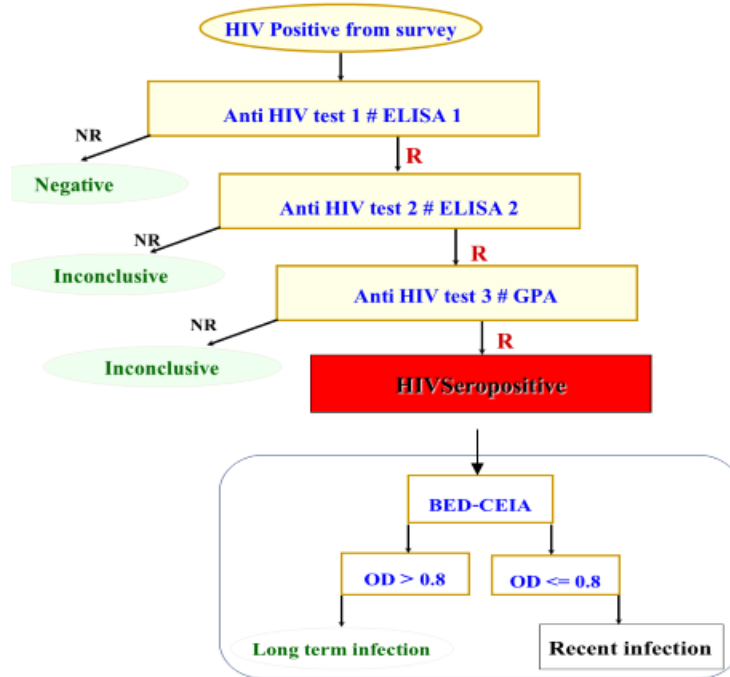 HIV Positive from survey
Anti HIV test 1 # ELISA 1
NR
R
Negative
Anti HIV test 2 # ELISA 2
NR
R
Inconclusive
Anti HIV test 3 # GPA
NR
R
Inconclusive
HIVSeropositive
BED-CEIA
OD > 0.8
OD <= 0.8
Long term infection
Recent infection